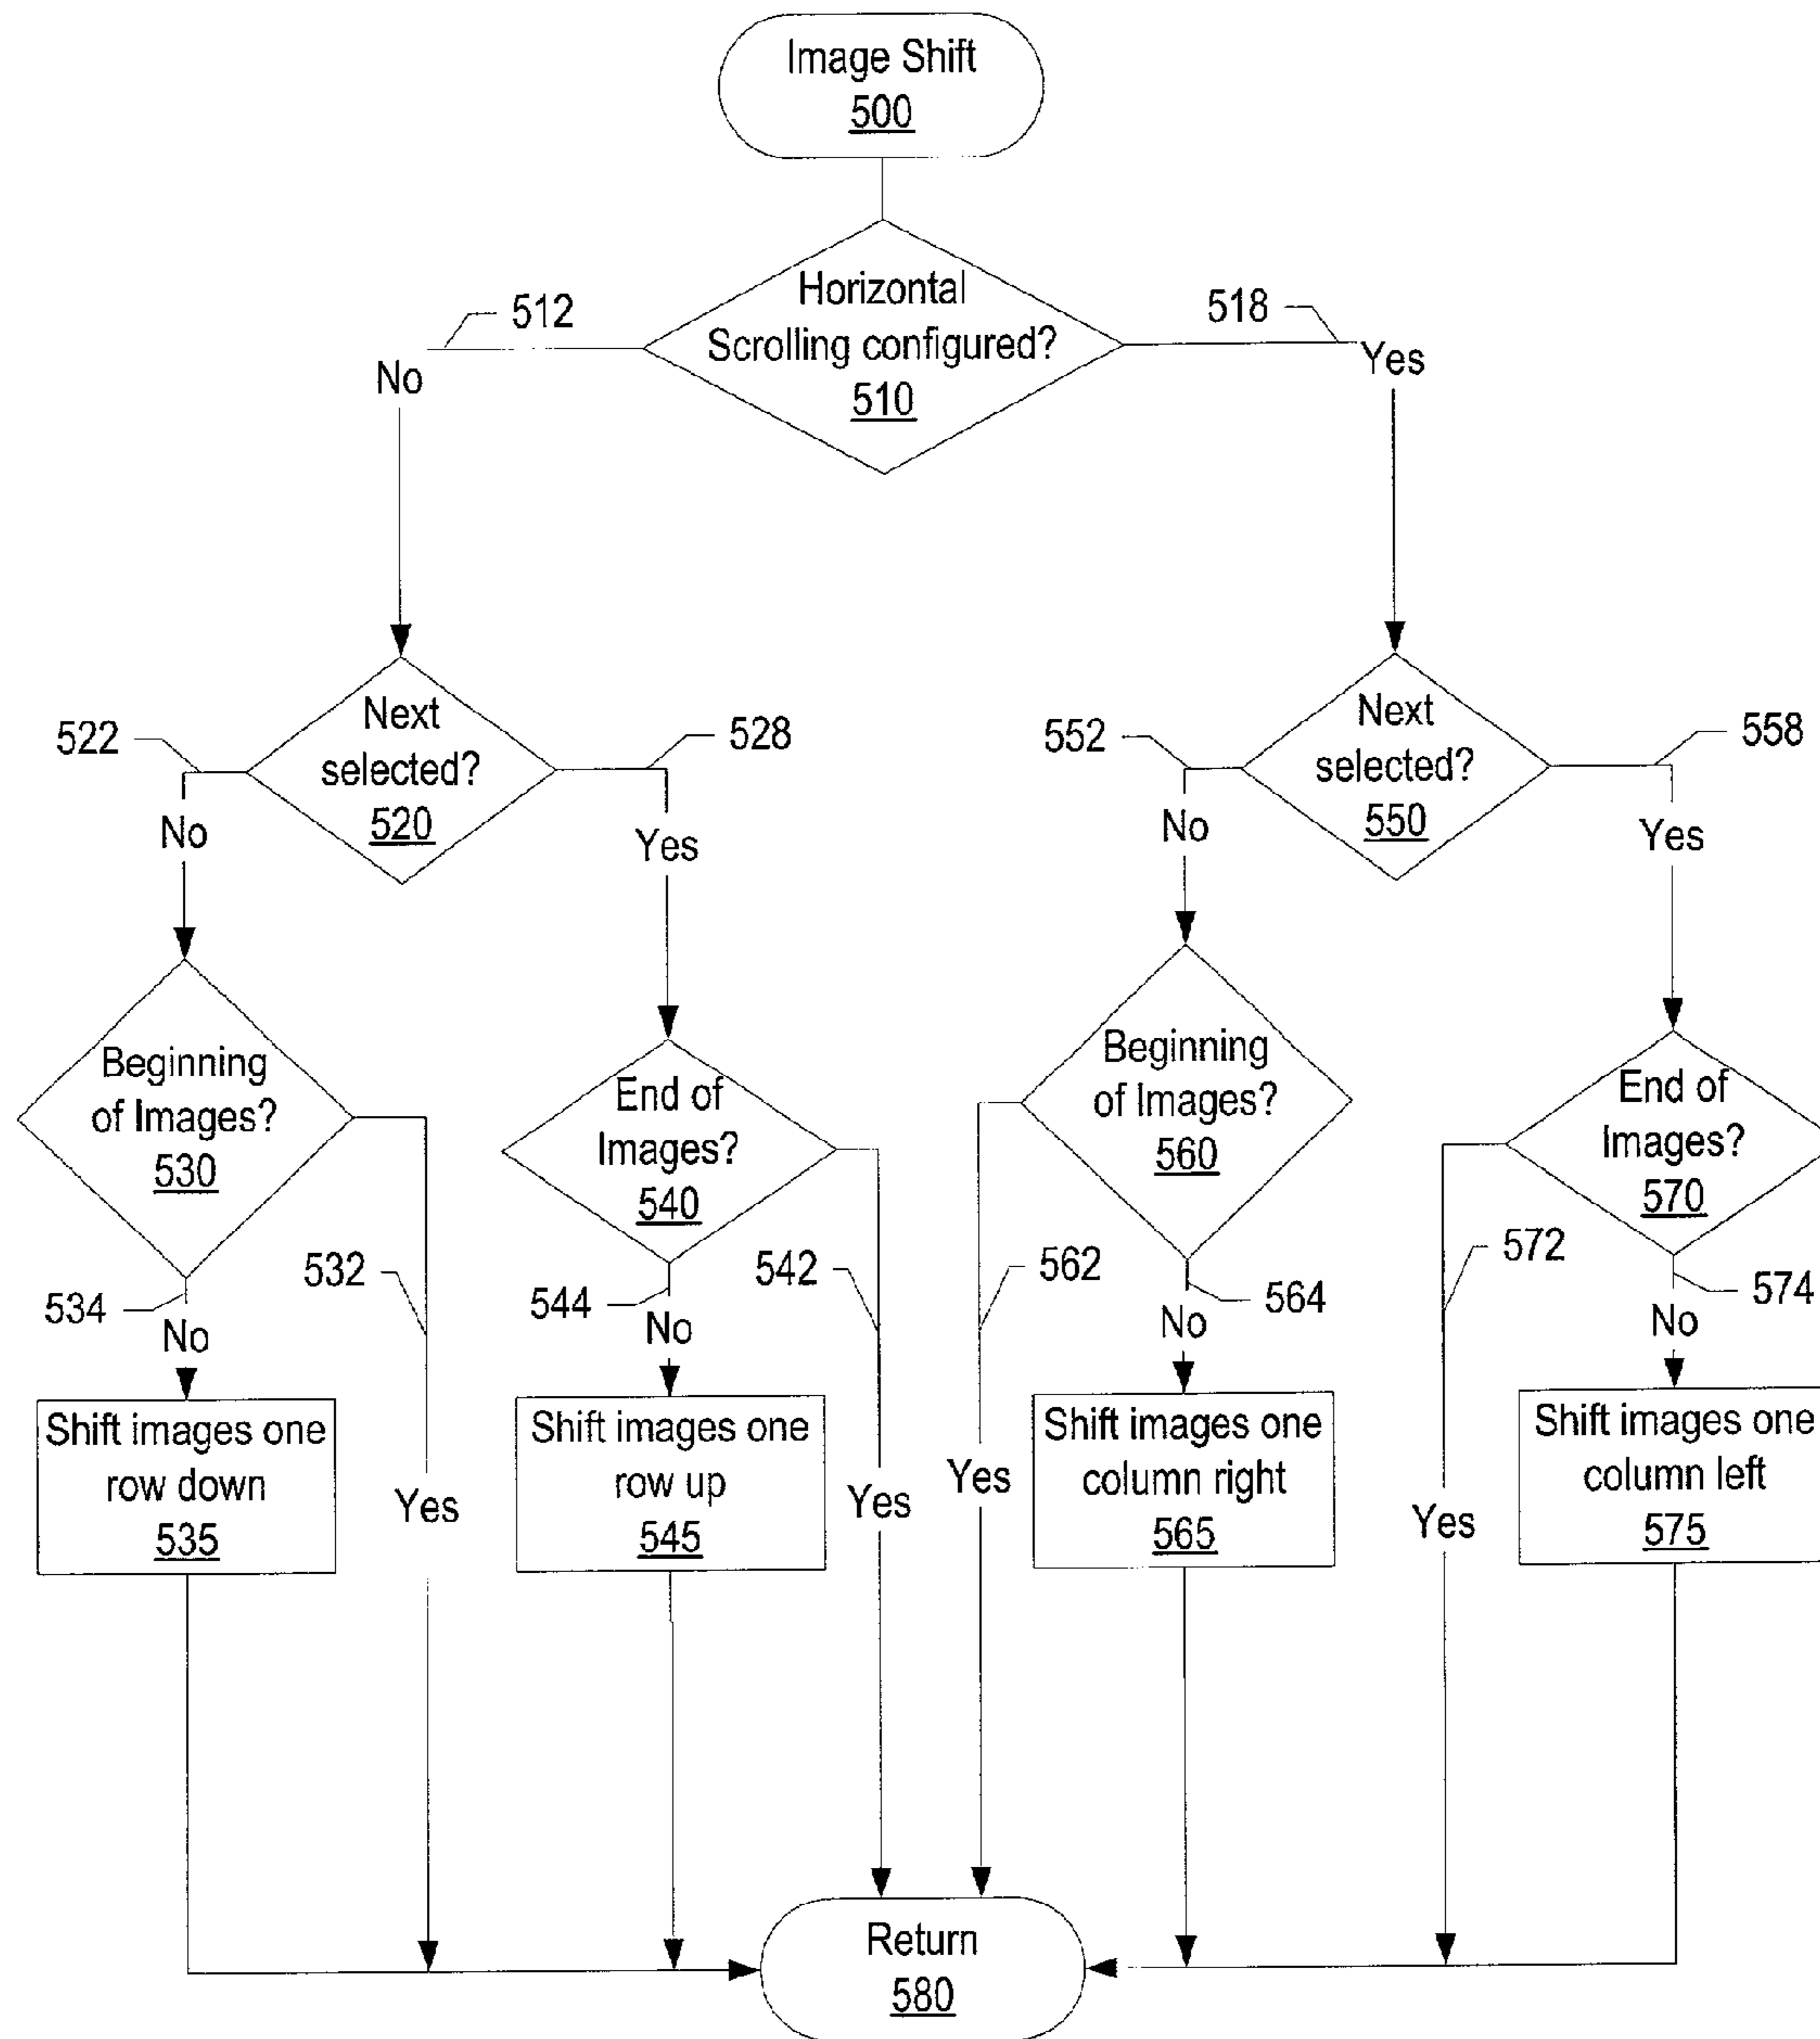 Image Shift
500
Horizontal
Scrolling configured?
510
512
518
No
Yes
Next
selected?
520
522
528
No
Yes
Next
selected?
550
552
558
No
Yes
Beginning
of Images?
530
532
534
No
Yes
End of
Images?
540
542
544
No
Yes
Beginning
of Images?
560
562
564
No
Yes
End of
Images?
570
572
574
No
Yes
Shift images one
row down
535
Shift images one
row up
545
Shift images one
column right
565
Shift images one
column left
575
Return
580